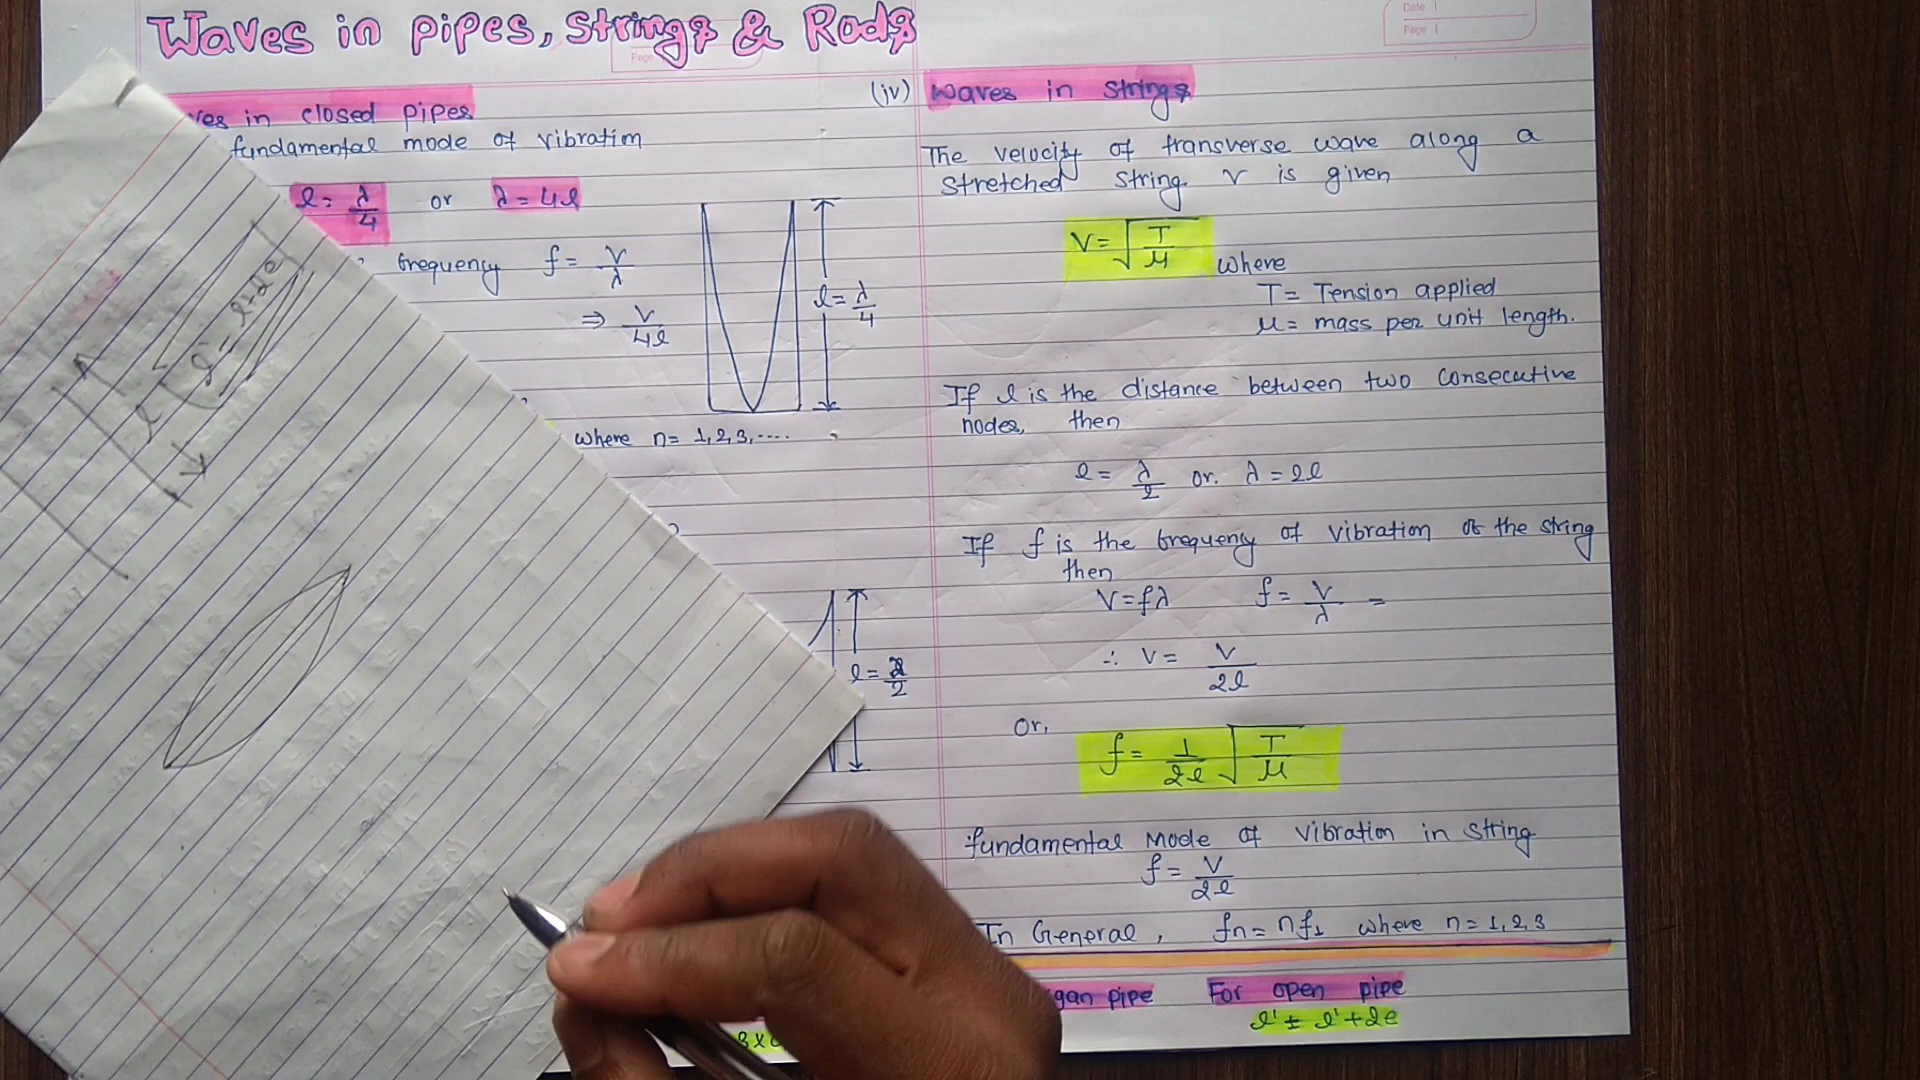 Waves in pipes, Strings & Rods
Date
Page
Page
in closed pipes
fundamental mode of vibration
l = λ/4 or λ = 4l
frequency f = V/λ
⇒ V/4l
l = λ/4
where n = 1,2,3,....
l = λ/2
l' = l+2e
l
(iv) Waves in Strings
The velocity of transverse wave along a
stretched string v is given
V = √T/μ where
T = Tension applied
μ = mass per unit length.
If l is the distance between two consecutive
nodes, then
l = λ/2 or. λ = 2l
If f is the frequency of vibration of the string
then
V = fλ f = V/λ =
∴ V = V/2l
Or,
f = 1/2l √T/μ
fundamental Mode of vibration in string
f = V/2l
In General, fn = nf₁ where n = 1,2,3
gan pipe For open pipe
l' ± l'+2e